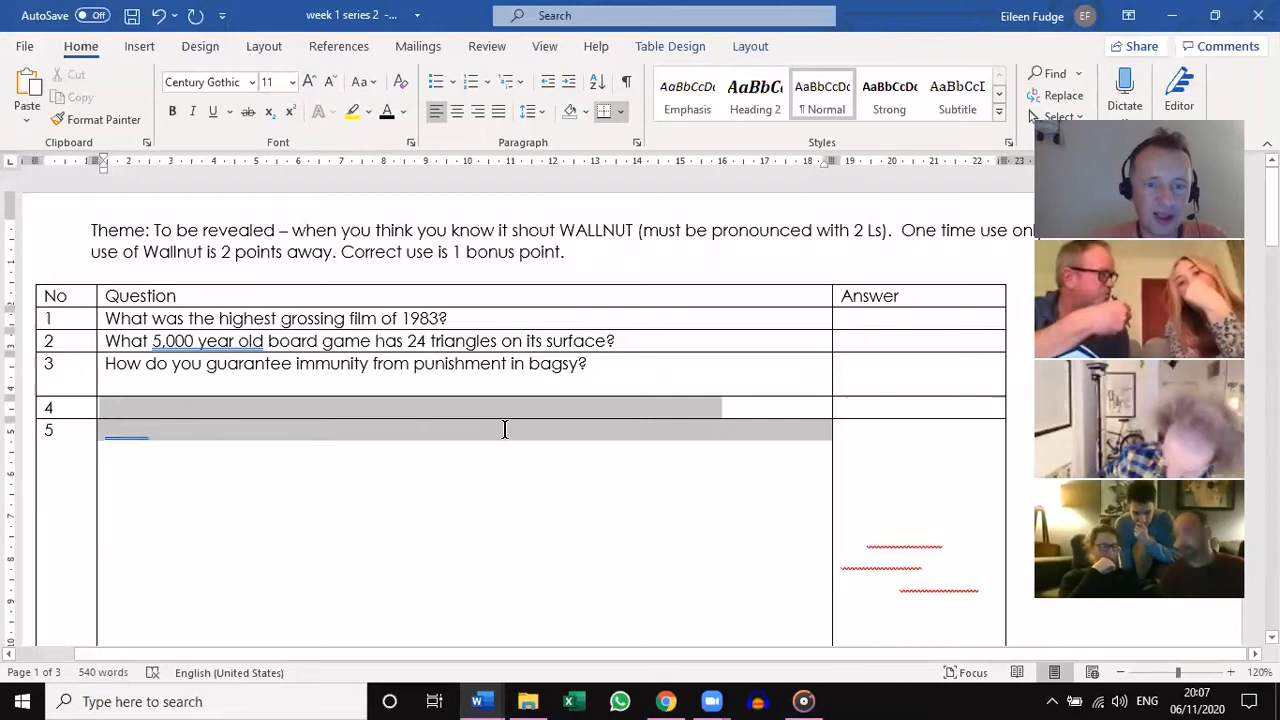 AutoSave Off week 1 series 2 -... Search Eileen Fudge EF
File Home Insert Design Layout References Mailings Review View Help Table Design Layout Share Comments
Paste Cut Copy Format Painter
Century Gothic 11
AaBbCcDc Emphasis AaBbC Heading 2 AaBbCcDc ¶ Normal AaBbCcDc Strong AaBbCcI Subtitle
Find Replace Select Dictate Editor
Clipboard Font Paragraph Styles
Theme: To be revealed – when you think you know it shout WALLNUT (must be pronounced with 2 Ls). One time use
use of Wallnut is 2 points away. Correct use is 1 bonus point.
No Question Answer
1 What was the highest grossing film of 1983?
2 What 5,000 year old board game has 24 triangles on its surface?
3 How do you guarantee immunity from punishment in bagsy?
4
5
Page 1 of 3 540 words English (United States) Focus 120%
Type here to search ENG 20:07
06/11/2020